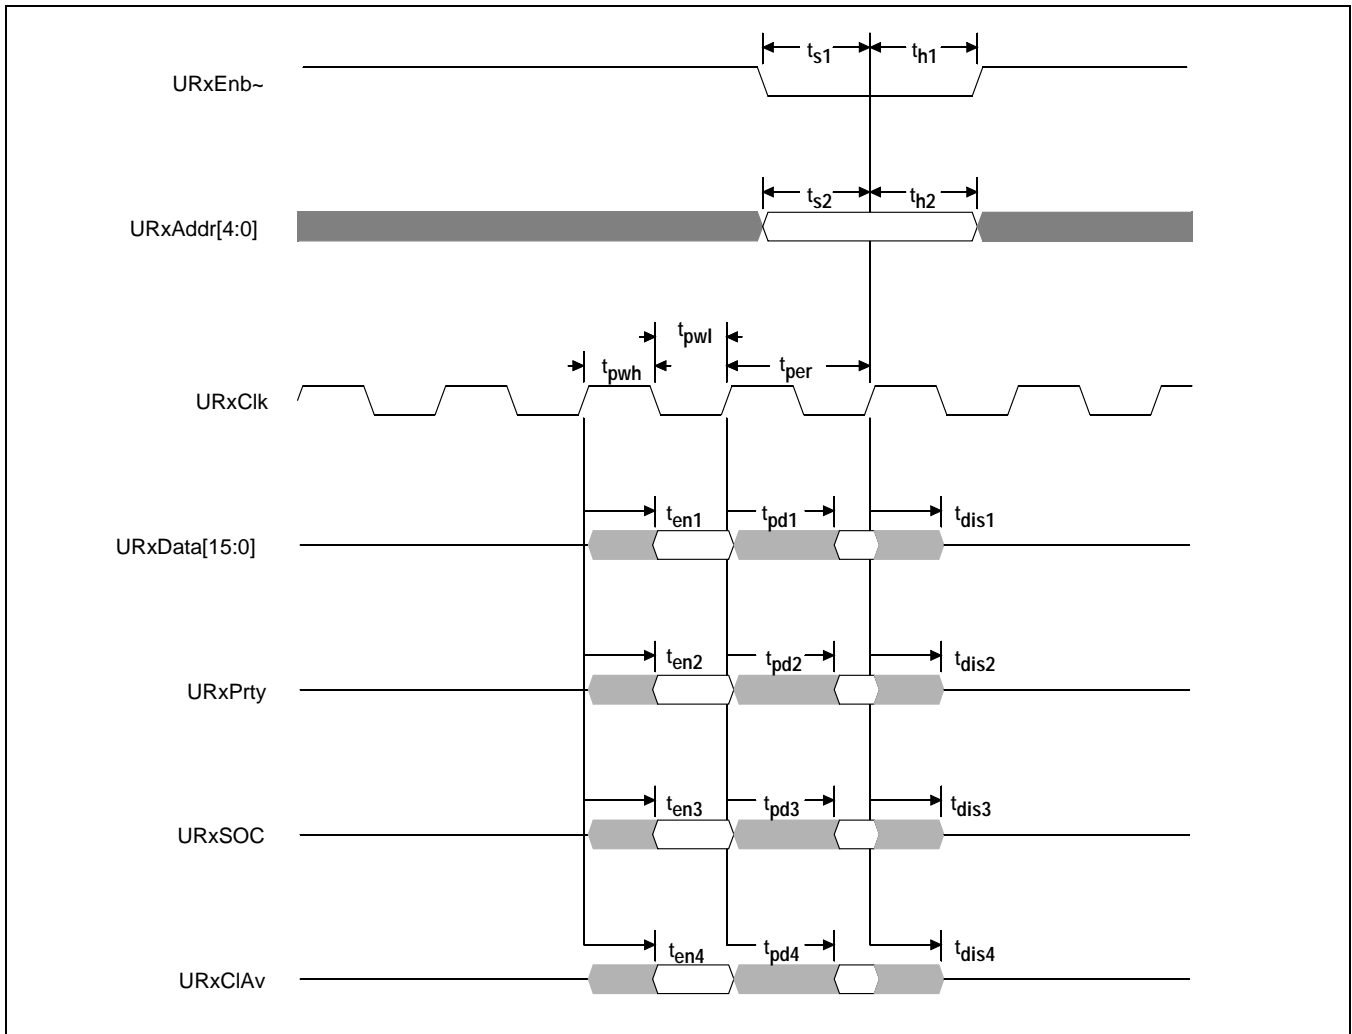 ts1 th1
URxEnb~
ts2 th2
URxAddr[4:0]
tpwl
tpwh tper
URxClk
ten1 tpd1 tdis1
URxData[15:0]
ten2 tpd2 tdis2
URxPrty
ten3 tpd3 tdis3
URxSOC
ten4 tpd4 tdis4
URxClAv